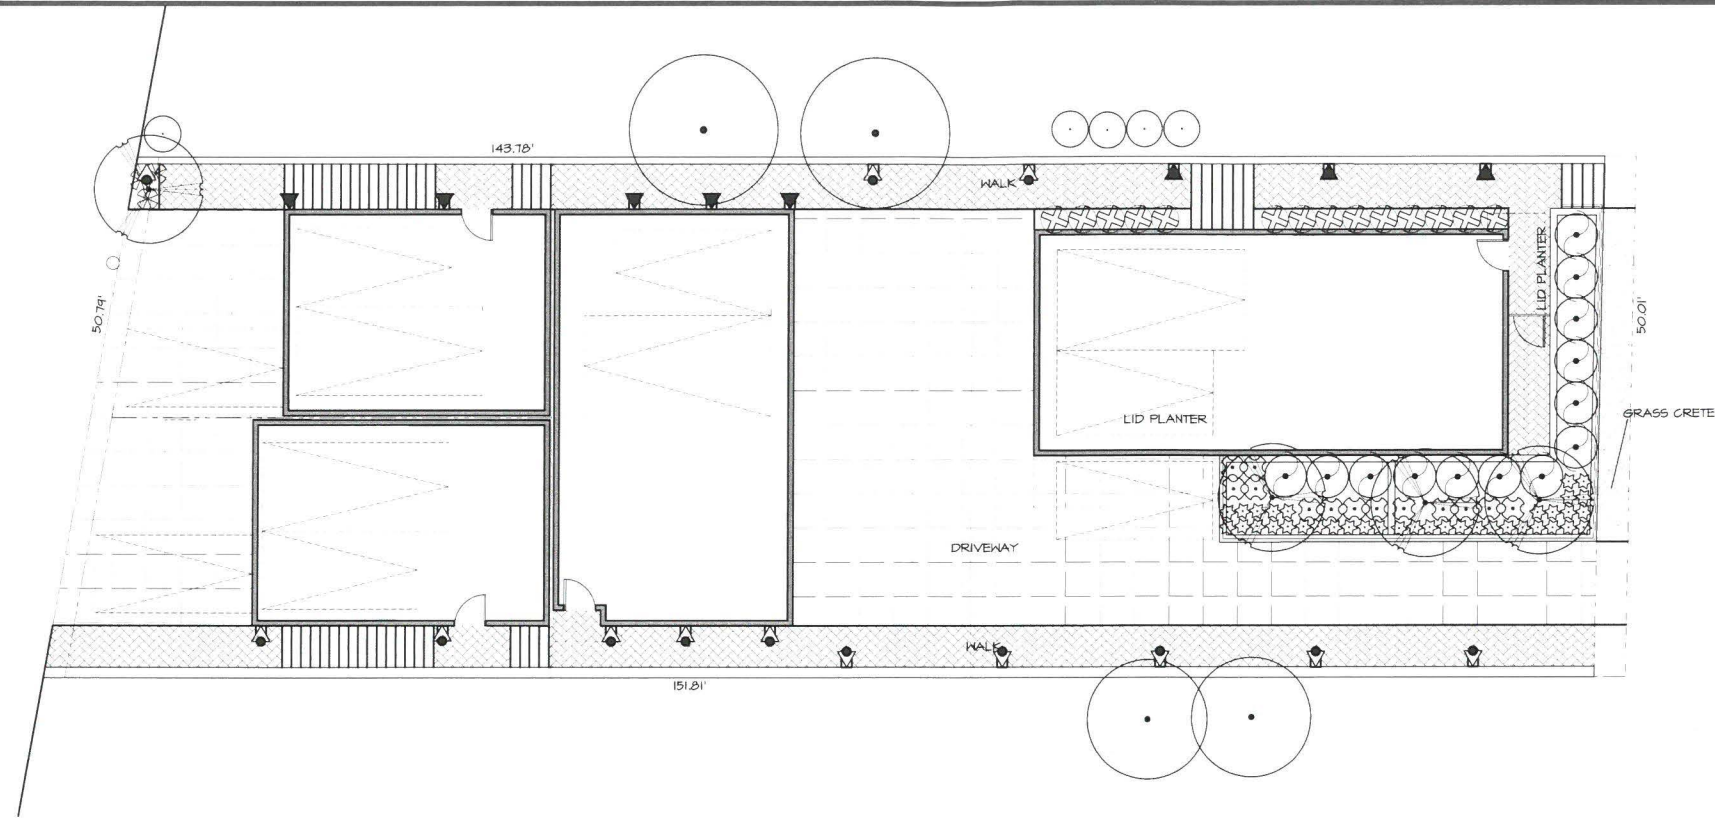 143.78'
WALK
LID PLANTER
50.79'
50.01'
GRASS CRETE
LID PLANTER
DRIVEWAY
WALK
151.81'